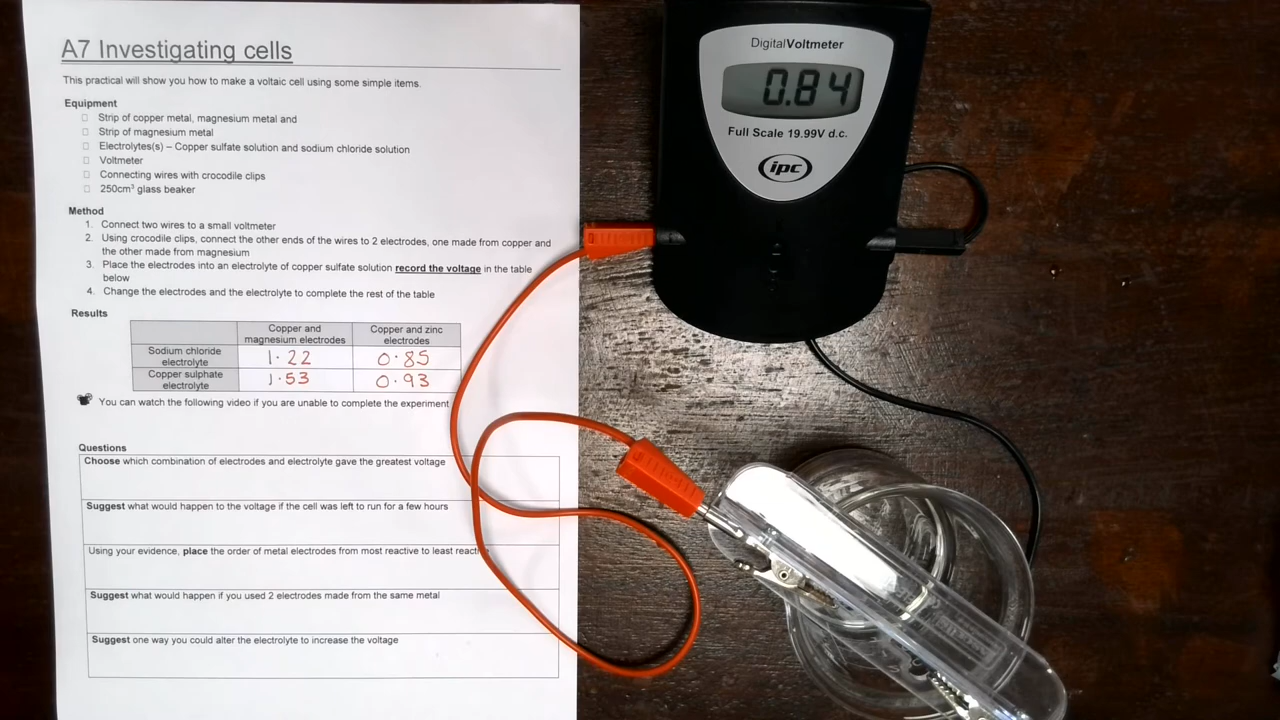 A7 Investigating cells
This practical will show you how to make a voltaic cell using some simple items.
Equipment
Strip of copper metal, magnesium metal and
Strip of magnesium metal
Electrolytes(s) – Copper sulfate solution and sodium chloride solution
Voltmeter
Connecting wires with crocodile clips
250cm³ glass beaker
Method
1. Connect two wires to a small voltmeter
2. Using crocodile clips, connect the other ends of the wires to 2 electrodes, one made from copper and
the other made from magnesium
3. Place the electrodes into an electrolyte of copper sulfate solution record the voltage in the table
below
4. Change the electrodes and the electrolyte to complete the rest of the table
Results
Copper and
magnesium electrodes
Copper and zinc
electrodes
Sodium chloride
electrolyte
1.22
0.85
Copper sulphate
electrolyte
1.53
0.93
You can watch the following video if you are unable to complete the experiment
Questions
Choose which combination of electrodes and electrolyte gave the greatest voltage
Suggest what would happen to the voltage if the cell was left to run for a few hours
Using your evidence, place the order of metal electrodes from most reactive to least
Suggest what would happen if you used 2 electrodes made from the same metal
Suggest one way you could alter the electrolyte to increase the voltage
DigitalVoltmeter
0.84
Full Scale 19.99V d.c.
ipc